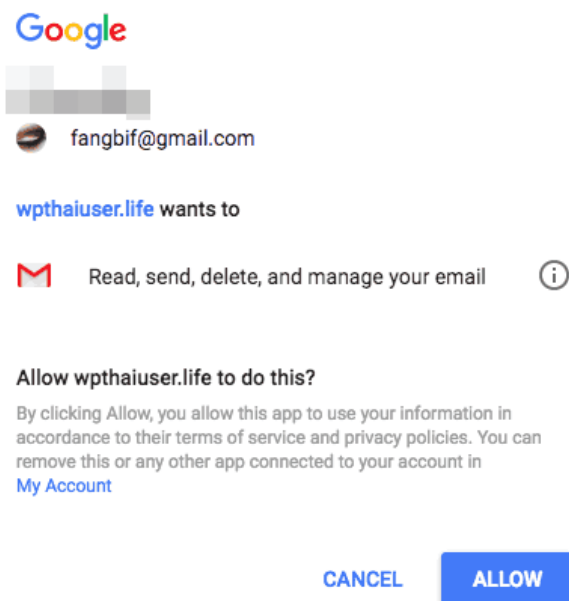 Google
fangbif@gmail.com
wpthaiuser.life wants to
Read, send, delete, and manage your email
Allow wpthaiuser.life to do this?
By clicking Allow, you allow this app to use your information in
accordance to their terms of service and privacy policies. You can
remove this or any other app connected to your account in
My Account
CANCEL ALLOW